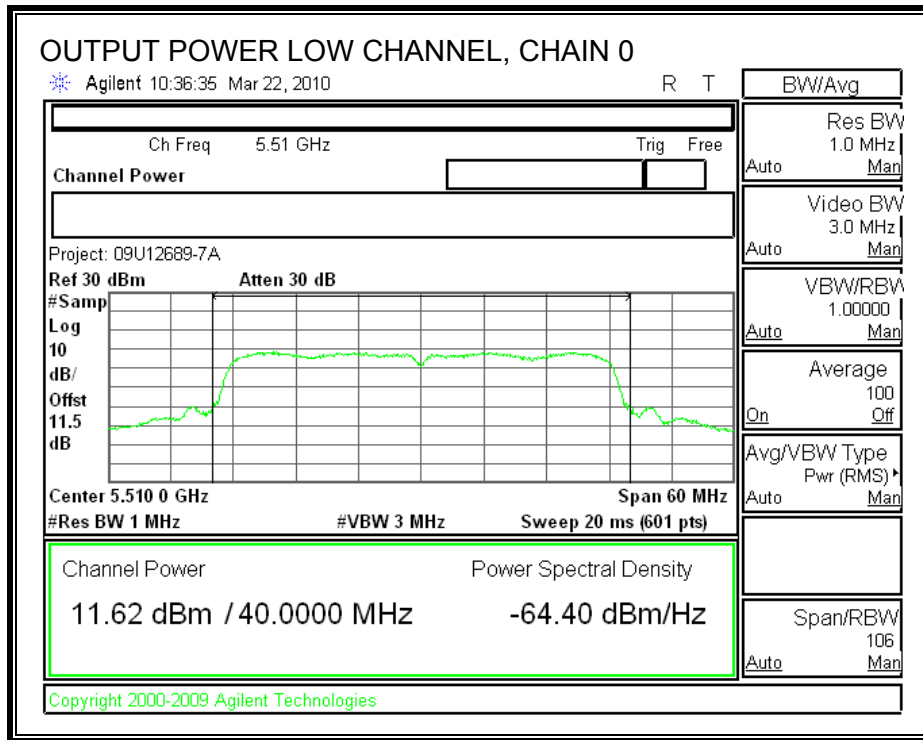 OUTPUT POWER LOW CHANNEL, CHAIN 0
Agilent 10:36:35 Mar 22, 2010 R T
Ch Freq 5.51 GHz Trig Free
Channel Power
Project: 09U12689-7A
Ref 30 dBm Atten 30 dB
#Samp
Log
10
dB/
Offst
11.5
dB
Center 5.510 0 GHz Span 60 MHz
#Res BW 1 MHz #VBW 3 MHz Sweep 20 ms (601 pts)
Channel Power Power Spectral Density
11.62 dBm / 40.0000 MHz -64.40 dBm/Hz
Copyright 2000-2009 Agilent Technologies
BW/Avg
Res BW
1.0 MHz
Auto Man
Video BW
3.0 MHz
Auto Man
VBW/RBW
1.00000
Auto Man
Average
100
On Off
Avg/VBW Type
Pwr (RMS)
Auto Man
Span/RBW
106
Auto Man